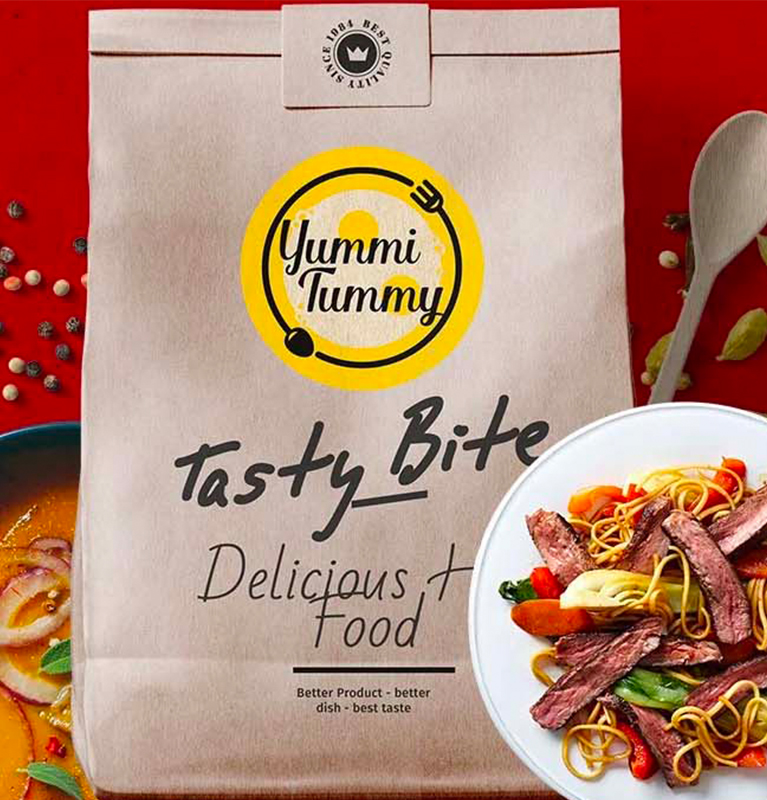 SINCE 1984 BEST QUALITY
Yummi
Tummy
Tasty Bite
Delicious
Food
Better Product - better
dish - best taste